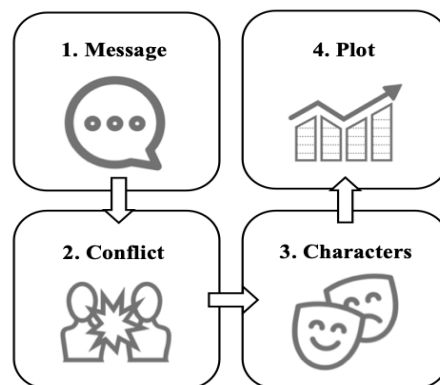 1. Message
2. Conflict
3. Characters
4. Plot